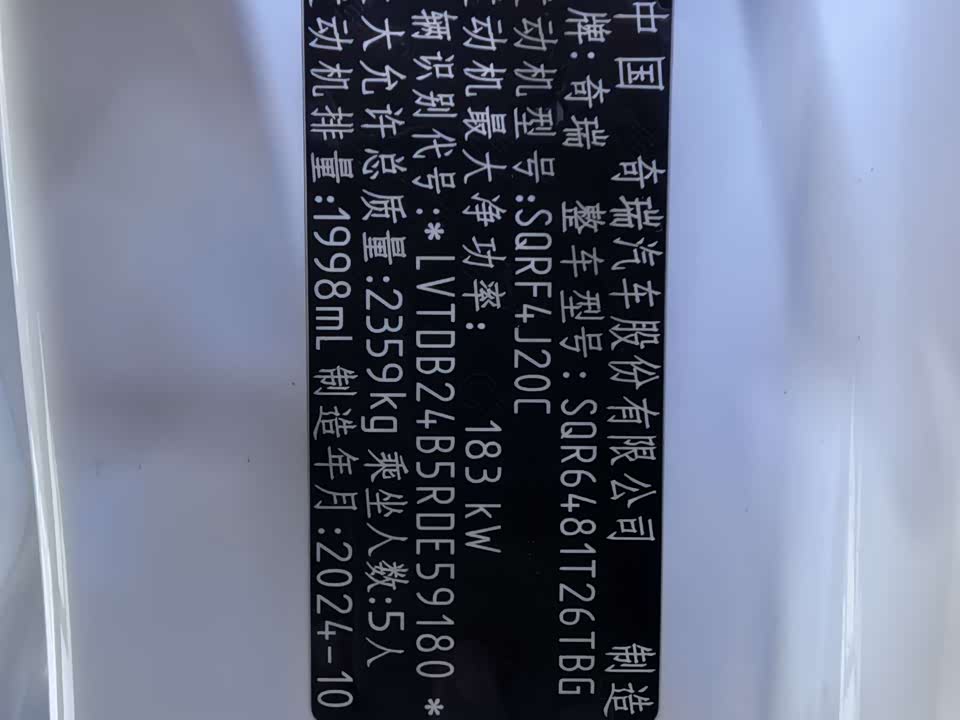 中国 奇瑞汽车股份有限公司 制造
牌:奇瑞 整车型号:SQR6481T26TBG
动机型号:SQRF4J20C
动机最大净功率: 183kW
辆识别代号:*LVTDB24B5RDE59180*
大允许总质量:2359kg 乘坐人数:5人
动机排量:1998mL 制造年月:2024-10